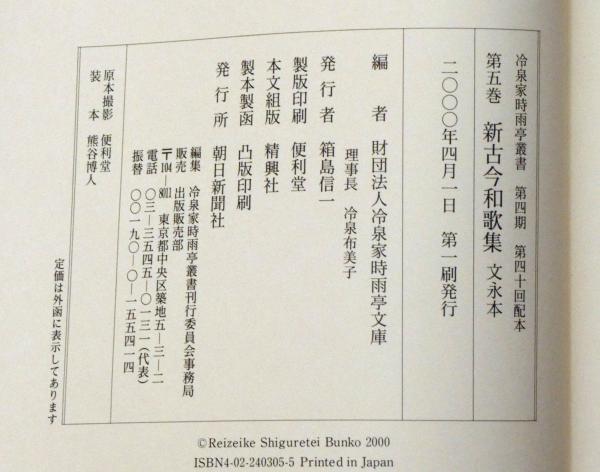 冷泉家時雨亭叢書　第四期　第四十回配本
第五巻　新古今和歌集　文永本
二〇〇〇年四月一日　第一刷発行
編者　財団法人冷泉家時雨亭文庫
理事長　冷泉布美子
発行者　箱島信一
製版印刷　便利堂
本文組版　精興社
製本製函　凸版印刷
発行所　朝日新聞社
編集　冷泉家時雨亭叢書刊行委員会事務局
販売　出版販売部
〒104-8011　東京都中央区築地五-三-二
電話　〇三-三五四五-〇一三一(代表)
振替　〇〇一九〇-〇-一五五四一四
原本撮影　便利堂
装本　熊谷博人
定価は外函に表示してあります
©Reizeike Shiguretei Bunko 2000
ISBN4-02-240305-5 Printed in Japan